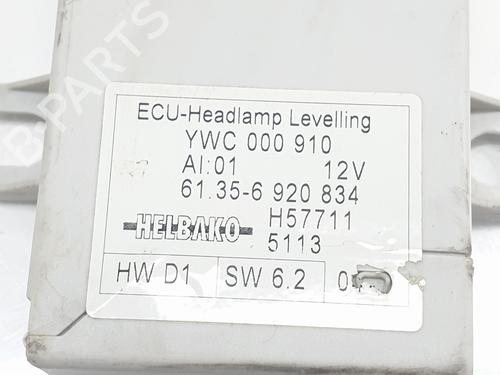 B-PARTS
ECU-Headlamp Levelling
YWC 000 910
AI:01 12V
61.35-6 920 834
HELBAKO H57711
5113
HW D1 SW 6.2